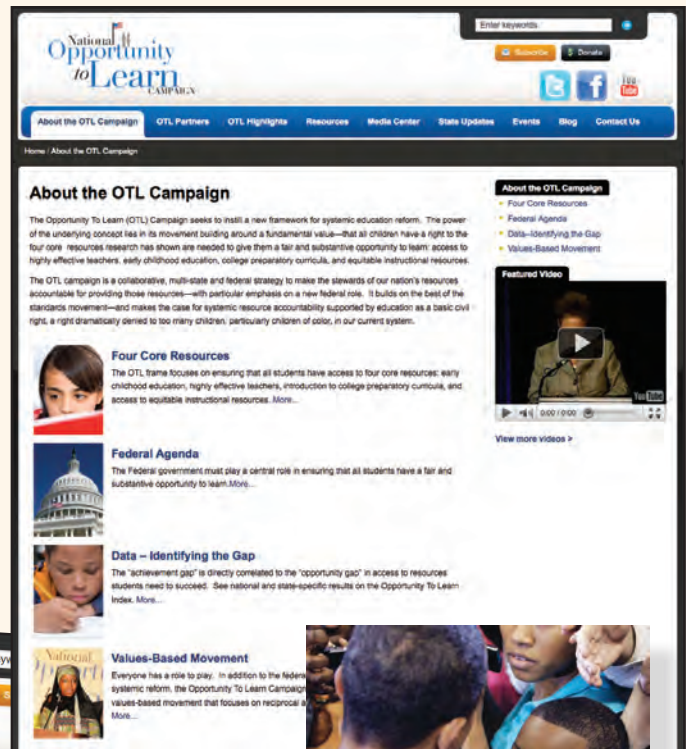 Enter keywords
National
Opportunity
to Learn
CAMPAIGN
Subscribe
$ Donate
You
Tube
About the OTL Campaign
OTL Partners
OTL Highlights
Resources
Media Center
State Updates
Events
Blog
Contact Us
Home / About the OTL Campaign
About the OTL Campaign
The Opportunity To Learn (OTL) Campaign seeks to instill a new framework for systemic education reform. The power
of the underlying concept lies in its movement building around a fundamental value—that all children have a right to the
four core resources research has shown are needed to give them a fair and substantive opportunity to learn: access to
highly effective teachers, early childhood education, college preparatory curricula, and equitable instructional resources.
The OTL campaign is a collaborative, multi-state and federal strategy to make the stewards of our nation's resources
accountable for providing those resources—with particular emphasis on a new federal role. It builds on the best of the
standards movement—and makes the case for systemic resource accountability supported by education as a basic civil
right, a right dramatically denied to too many children, particularly children of color, in our current system.
Four Core Resources
The OTL frame focuses on ensuring that all students have access to four core resources: early
childhood education, highly effective teachers, introduction to college preparatory curricula, and
access to equitable instructional resources. More...
Federal Agenda
The Federal government must play a central role in ensuring that all students have a fair and
substantive opportunity to learn.More...
Data – Identifying the Gap
The "achievement gap" is directly correlated to the "opportunity gap" in access to resources
students need to succeed. See national and state-specific results on the Opportunity To Learn
Index. More...
National
Values-Based Movement
Everyone has a role to play. In addition to the federa
systemic reform, the Opportunity To Learn Campaign
values-based movement that focuses on reciprocal a
More...
About the OTL Campaign
Four Core Resources
Federal Agenda
Data--Identifying the Gap
Values-Based Movement
Featured Video
You Tube
0:00 / 0:00
View more videos >